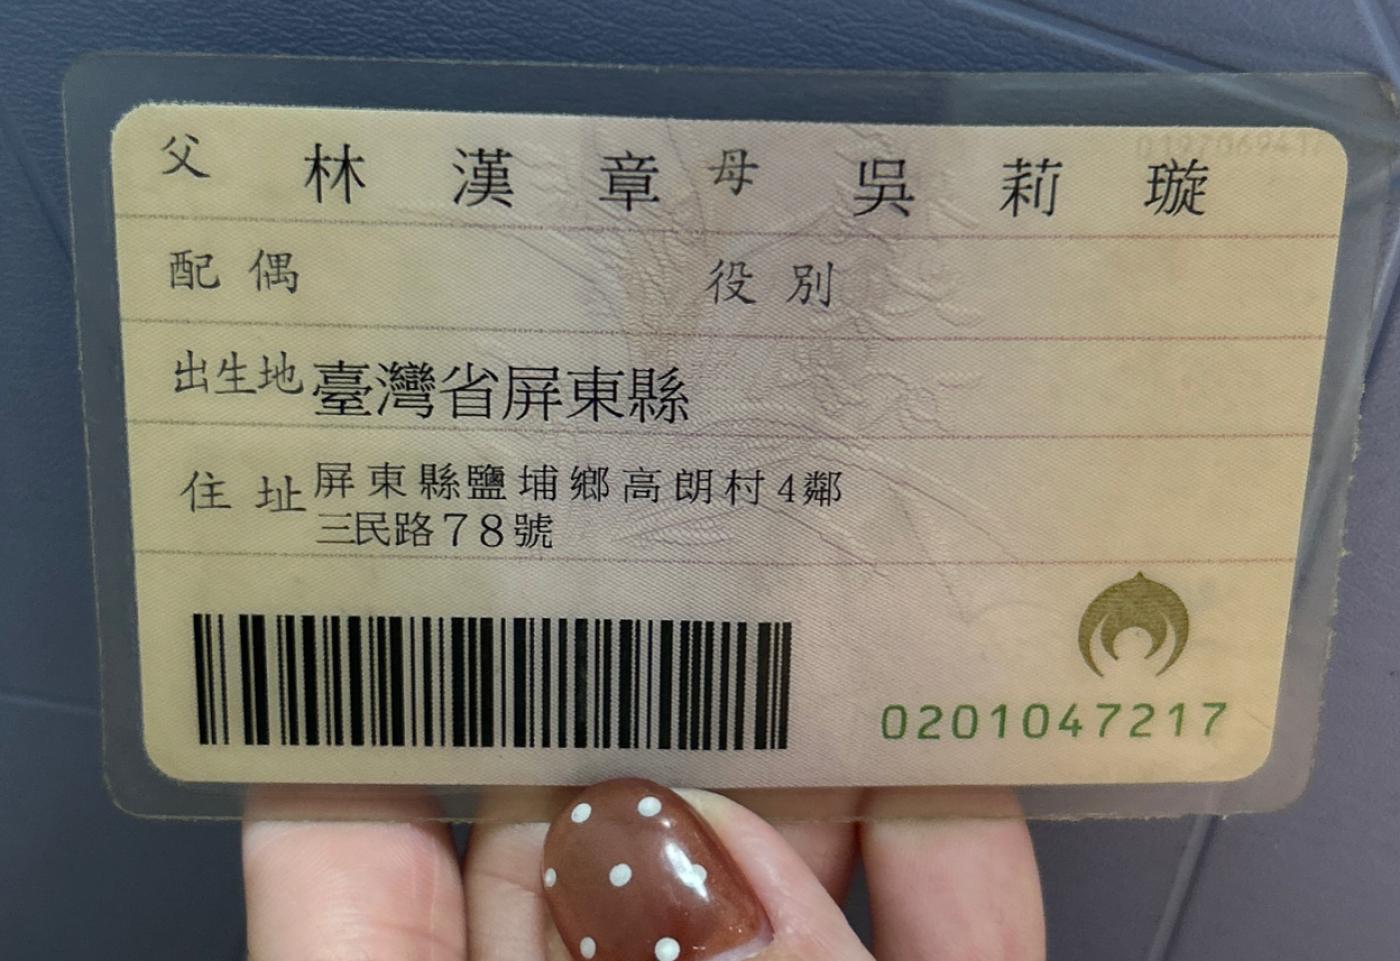 父 林漢章 母 吳莉璇
配偶 役別
出生地 臺灣省屏東縣
住址 屏東縣鹽埔鄉高朗村4鄰
三民路78號
0201047217